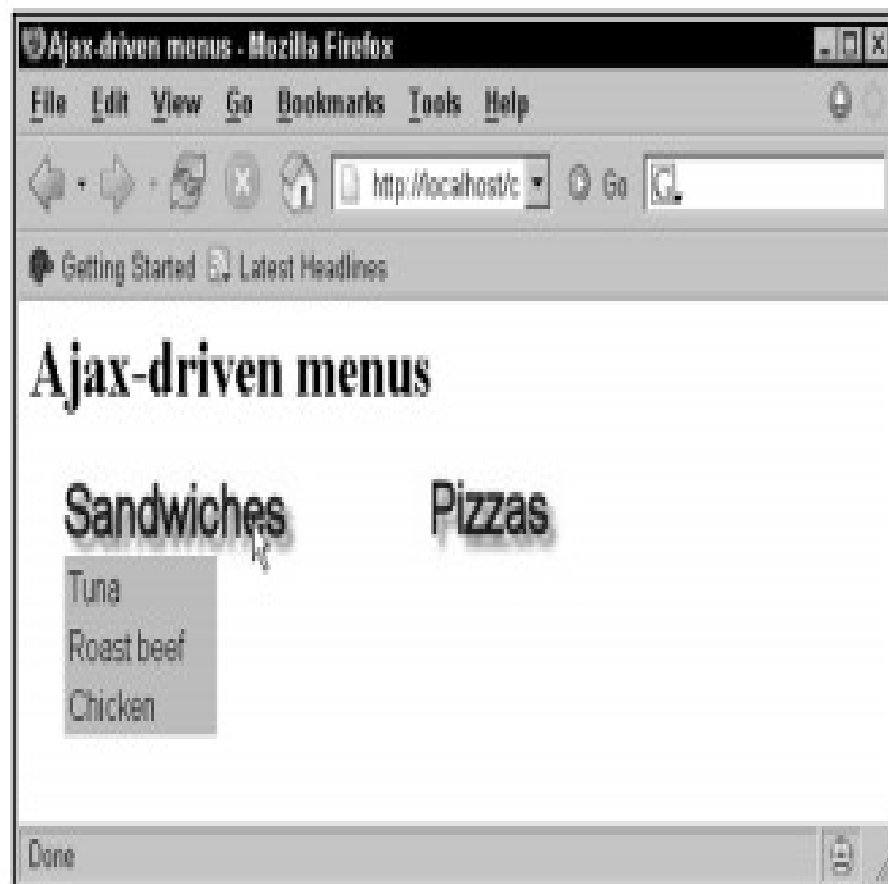 Ajax-driven menus - Mozilla Firefox
File Edit View Go Bookmarks Tools Help
http://localhost/c Go G
Getting Started Latest Headlines
Ajax-driven menus
Sandwiches Pizzas
Tuna
Roast beef
Chicken
Done